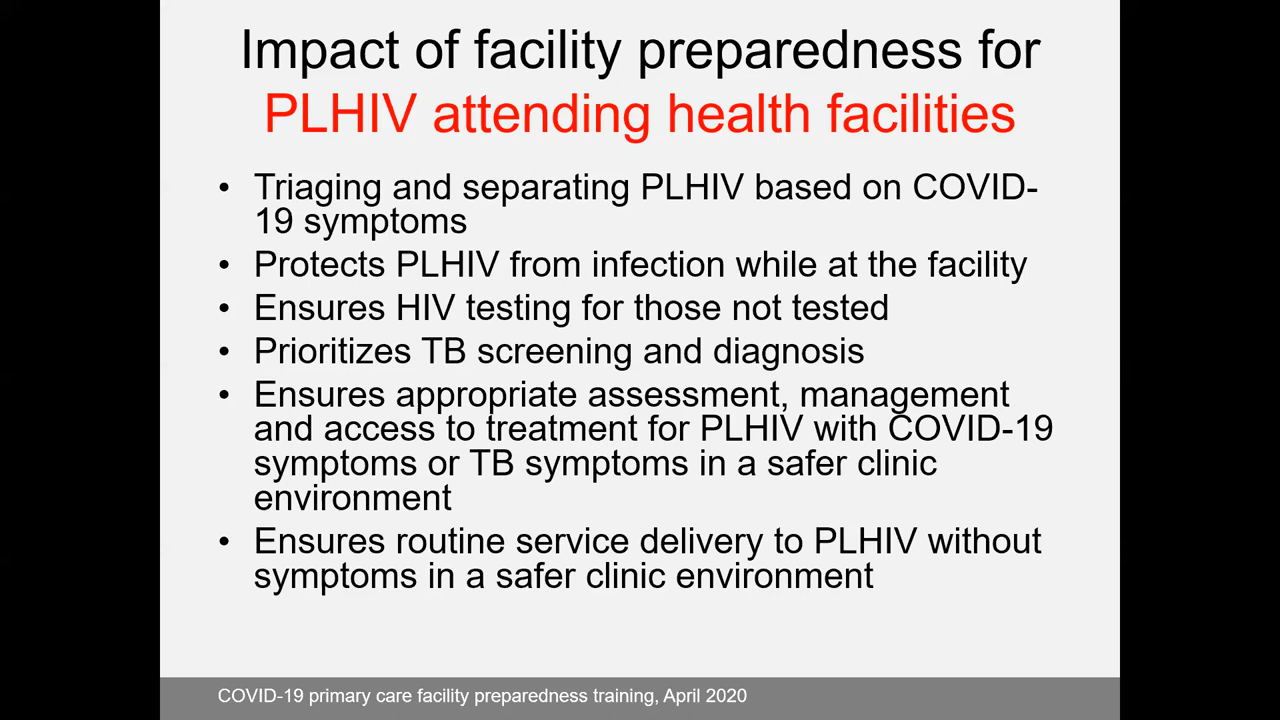 Impact of facility preparedness for
PLHIV attending health facilities
• Triaging and separating PLHIV based on COVID-
19 symptoms
• Protects PLHIV from infection while at the facility
• Ensures HIV testing for those not tested
• Prioritizes TB screening and diagnosis
• Ensures appropriate assessment, management
and access to treatment for PLHIV with COVID-19
symptoms or TB symptoms in a safer clinic
environment
• Ensures routine service delivery to PLHIV without
symptoms in a safer clinic environment
COVID-19 primary care facility preparedness training, April 2020